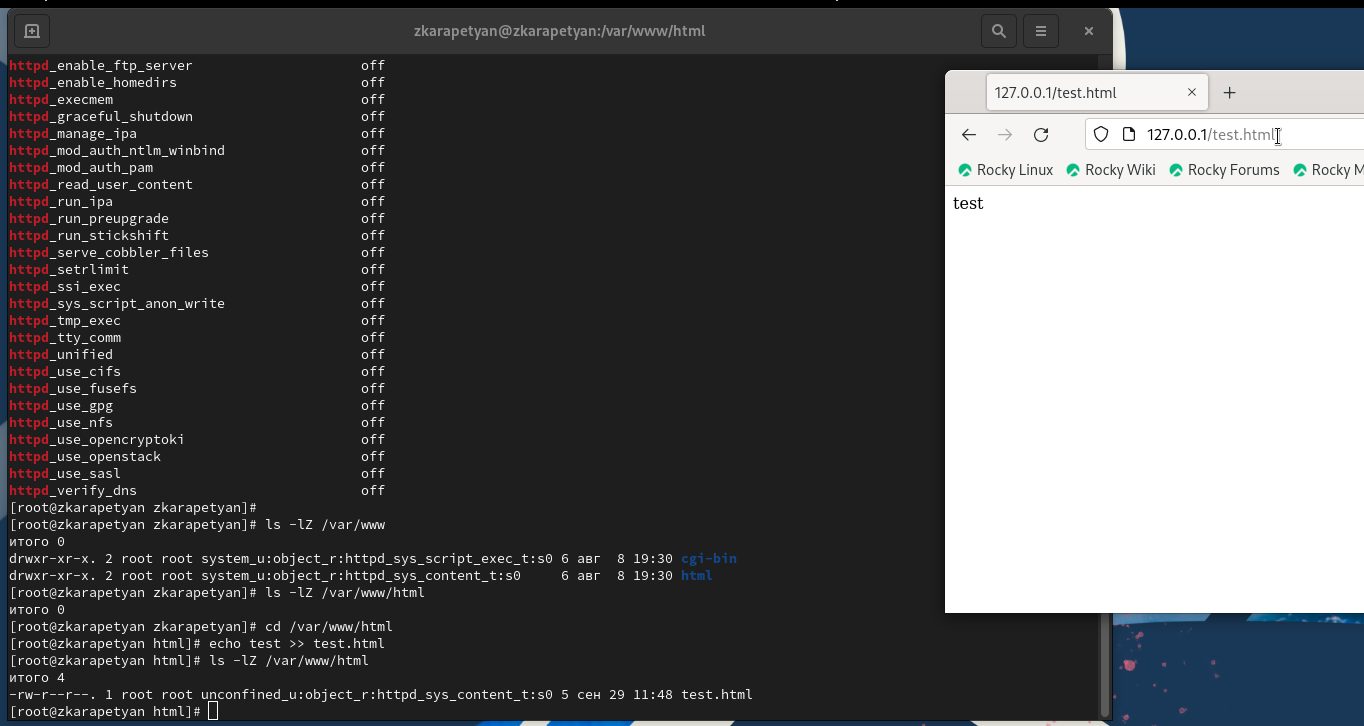 zkarapetyan@zkarapetyan:/var/www/html
httpd_enable_ftp_server off
httpd_enable_homedirs off
httpd_execmem off
httpd_graceful_shutdown off
httpd_manage_ipa off
httpd_mod_auth_ntlm_winbind off
httpd_mod_auth_pam off
httpd_read_user_content off
httpd_run_ipa off
httpd_run_preupgrade off
httpd_run_stickshift off
httpd_serve_cobbler_files off
httpd_setrlimit off
httpd_ssi_exec off
httpd_sys_script_anon_write off
httpd_tmp_exec off
httpd_tty_comm off
httpd_unified off
httpd_use_cifs off
httpd_use_fusefs off
httpd_use_gpg off
httpd_use_nfs off
httpd_use_opencryptoki off
httpd_use_openstack off
httpd_use_sasl off
httpd_verify_dns off
[root@zkarapetyan zkarapetyan]#
[root@zkarapetyan zkarapetyan]# ls -lZ /var/www
итого 0
drwxr-xr-x. 2 root root system_u:object_r:httpd_sys_script_exec_t:s0 6 авг  8 19:30 cgi-bin
drwxr-xr-x. 2 root root system_u:object_r:httpd_sys_content_t:s0     6 авг  8 19:30 html
[root@zkarapetyan zkarapetyan]# ls -lZ /var/www/html
итого 0
[root@zkarapetyan zkarapetyan]# cd /var/www/html
[root@zkarapetyan html]# echo test >> test.html
[root@zkarapetyan html]# ls -lZ /var/www/html
итого 4
-rw-r--r--. 1 root root unconfined_u:object_r:httpd_sys_content_t:s0 5 сен 29 11:48 test.html
[root@zkarapetyan html]#
127.0.0.1/test.html
127.0.0.1/test.html
Rocky Linux Rocky Wiki Rocky Forums Rocky M
test